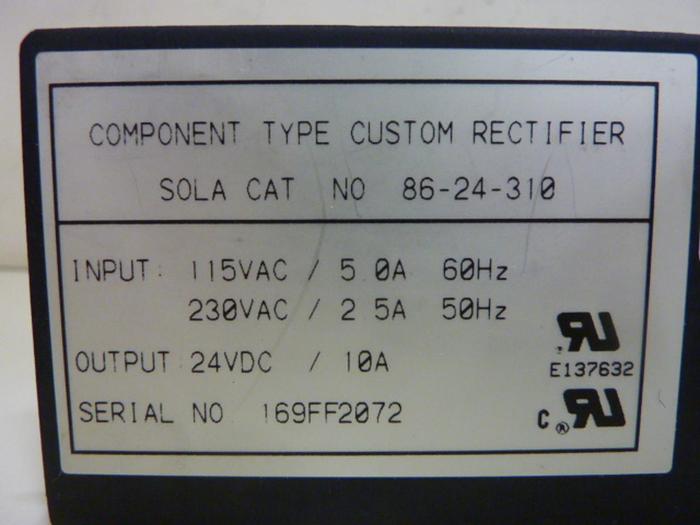 COMPONENT TYPE CUSTOM RECTIFIER
SOLA CAT NO 86-24-310
INPUT: 115VAC / 5.0A 60Hz
230VAC / 2.5A 50Hz
OUTPUT 24VDC / 10A
E137632
SERIAL NO 169FF2072
C ® RU